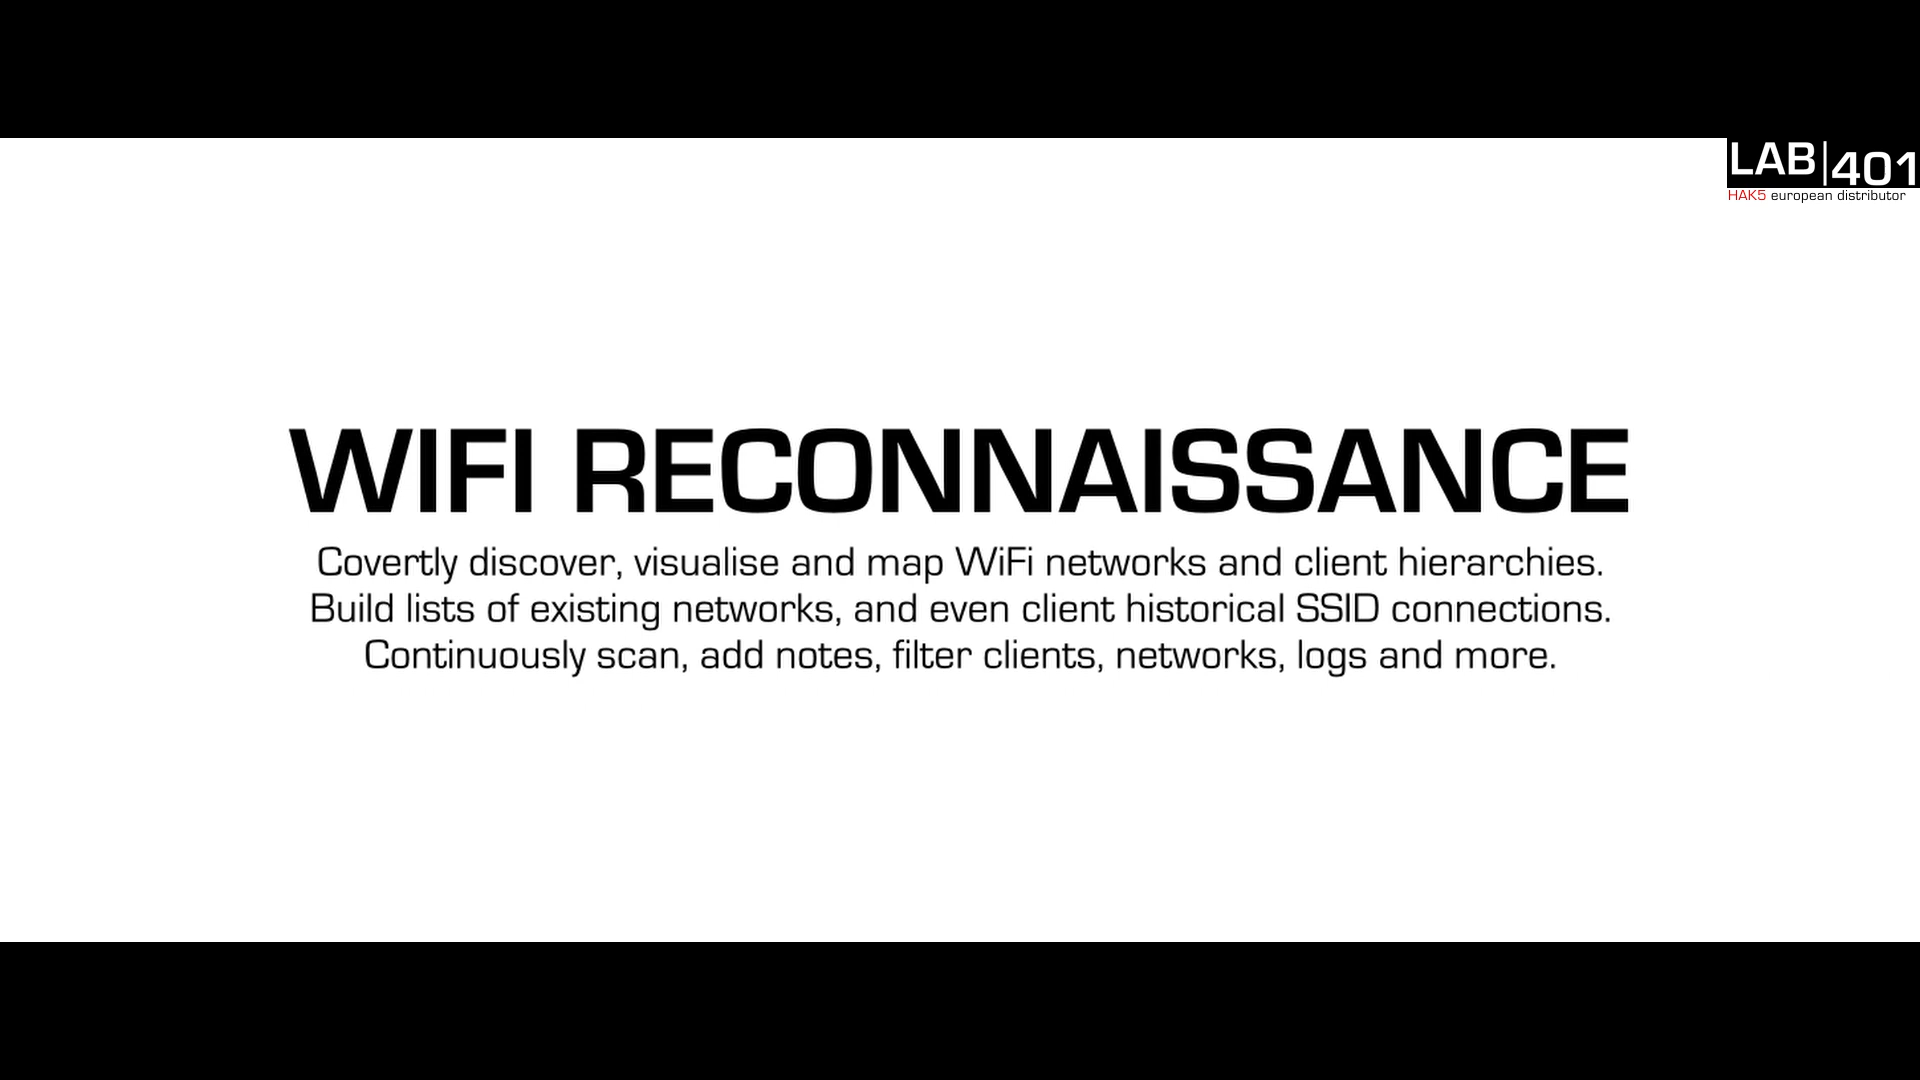 LAB|401
HAK5 european distributor
WIFI RECONNAISSANCE
Covertly discover, visualise and map WiFi networks and client hierarchies.
Build lists of existing networks, and even client historical SSID connections.
Continuously scan, add notes, filter clients, networks, logs and more.